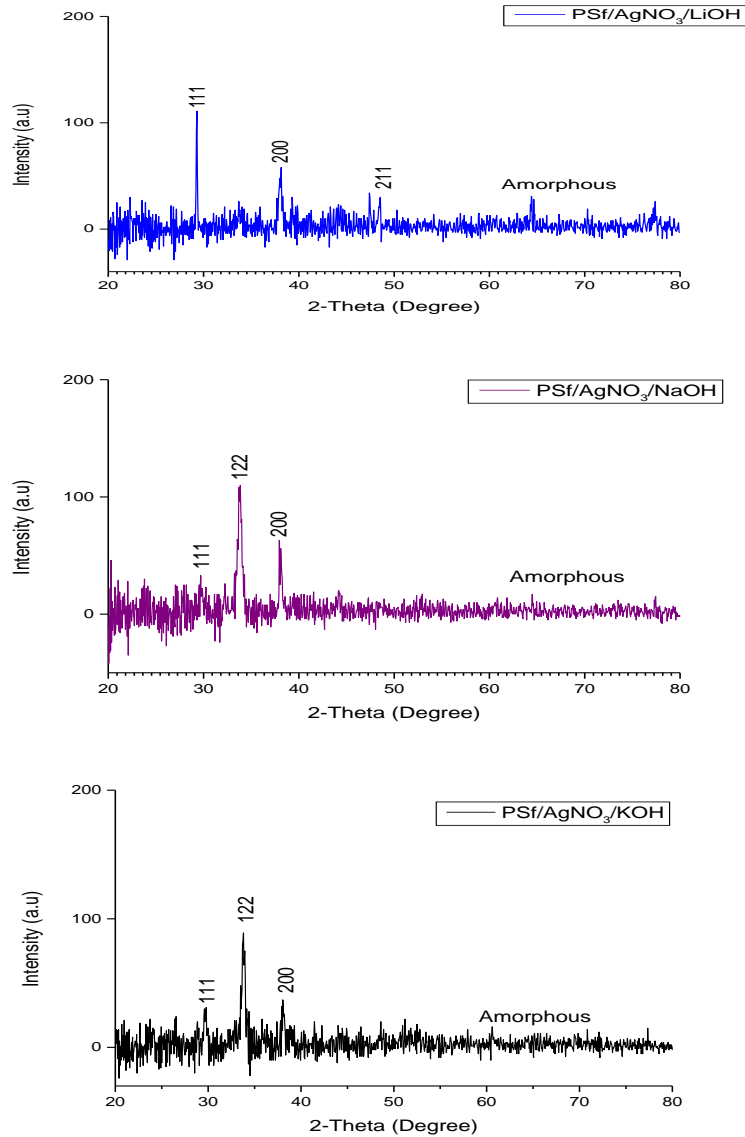 PSf/AgNO₃/LiOH
200
100
0
Intensity (a.u)
111
200
211
Amorphous
20 30 40 50 60 70 80
2-Theta (Degree)
PSf/AgNO₃/NaOH
200
100
0
Intensity (a.u)
111
122
200
Amorphous
20 30 40 50 60 70 80
2-Theta (Degree)
PSf/AgNO₃/KOH
200
100
0
Intensity (a.u)
111
122
200
Amorphous
20 30 40 50 60 70 80
2-Theta (Degree)